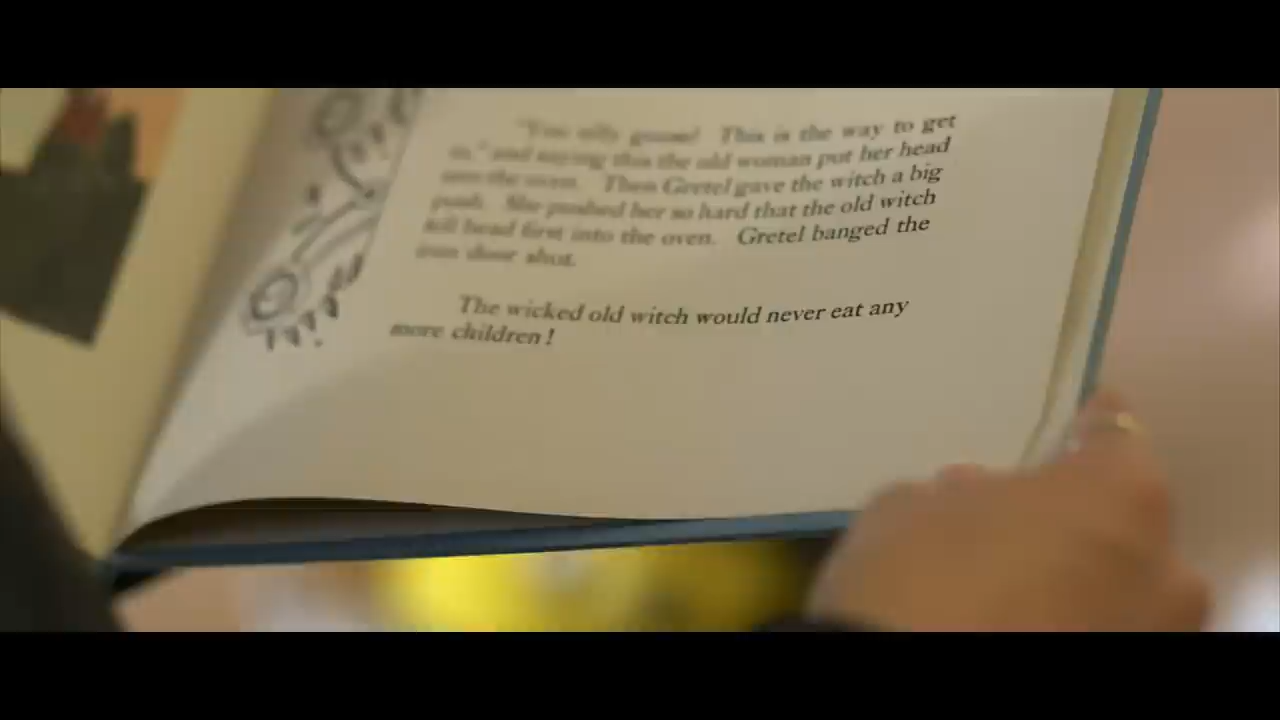 "You silly goose! This is the way to get
in," and saying this the old woman put her head
into the oven. Then Gretel gave the witch a big
push. She pushed her so hard that the old witch
fell head first into the oven. Gretel banged the
iron door shut.
The wicked old witch would never eat any
more children!